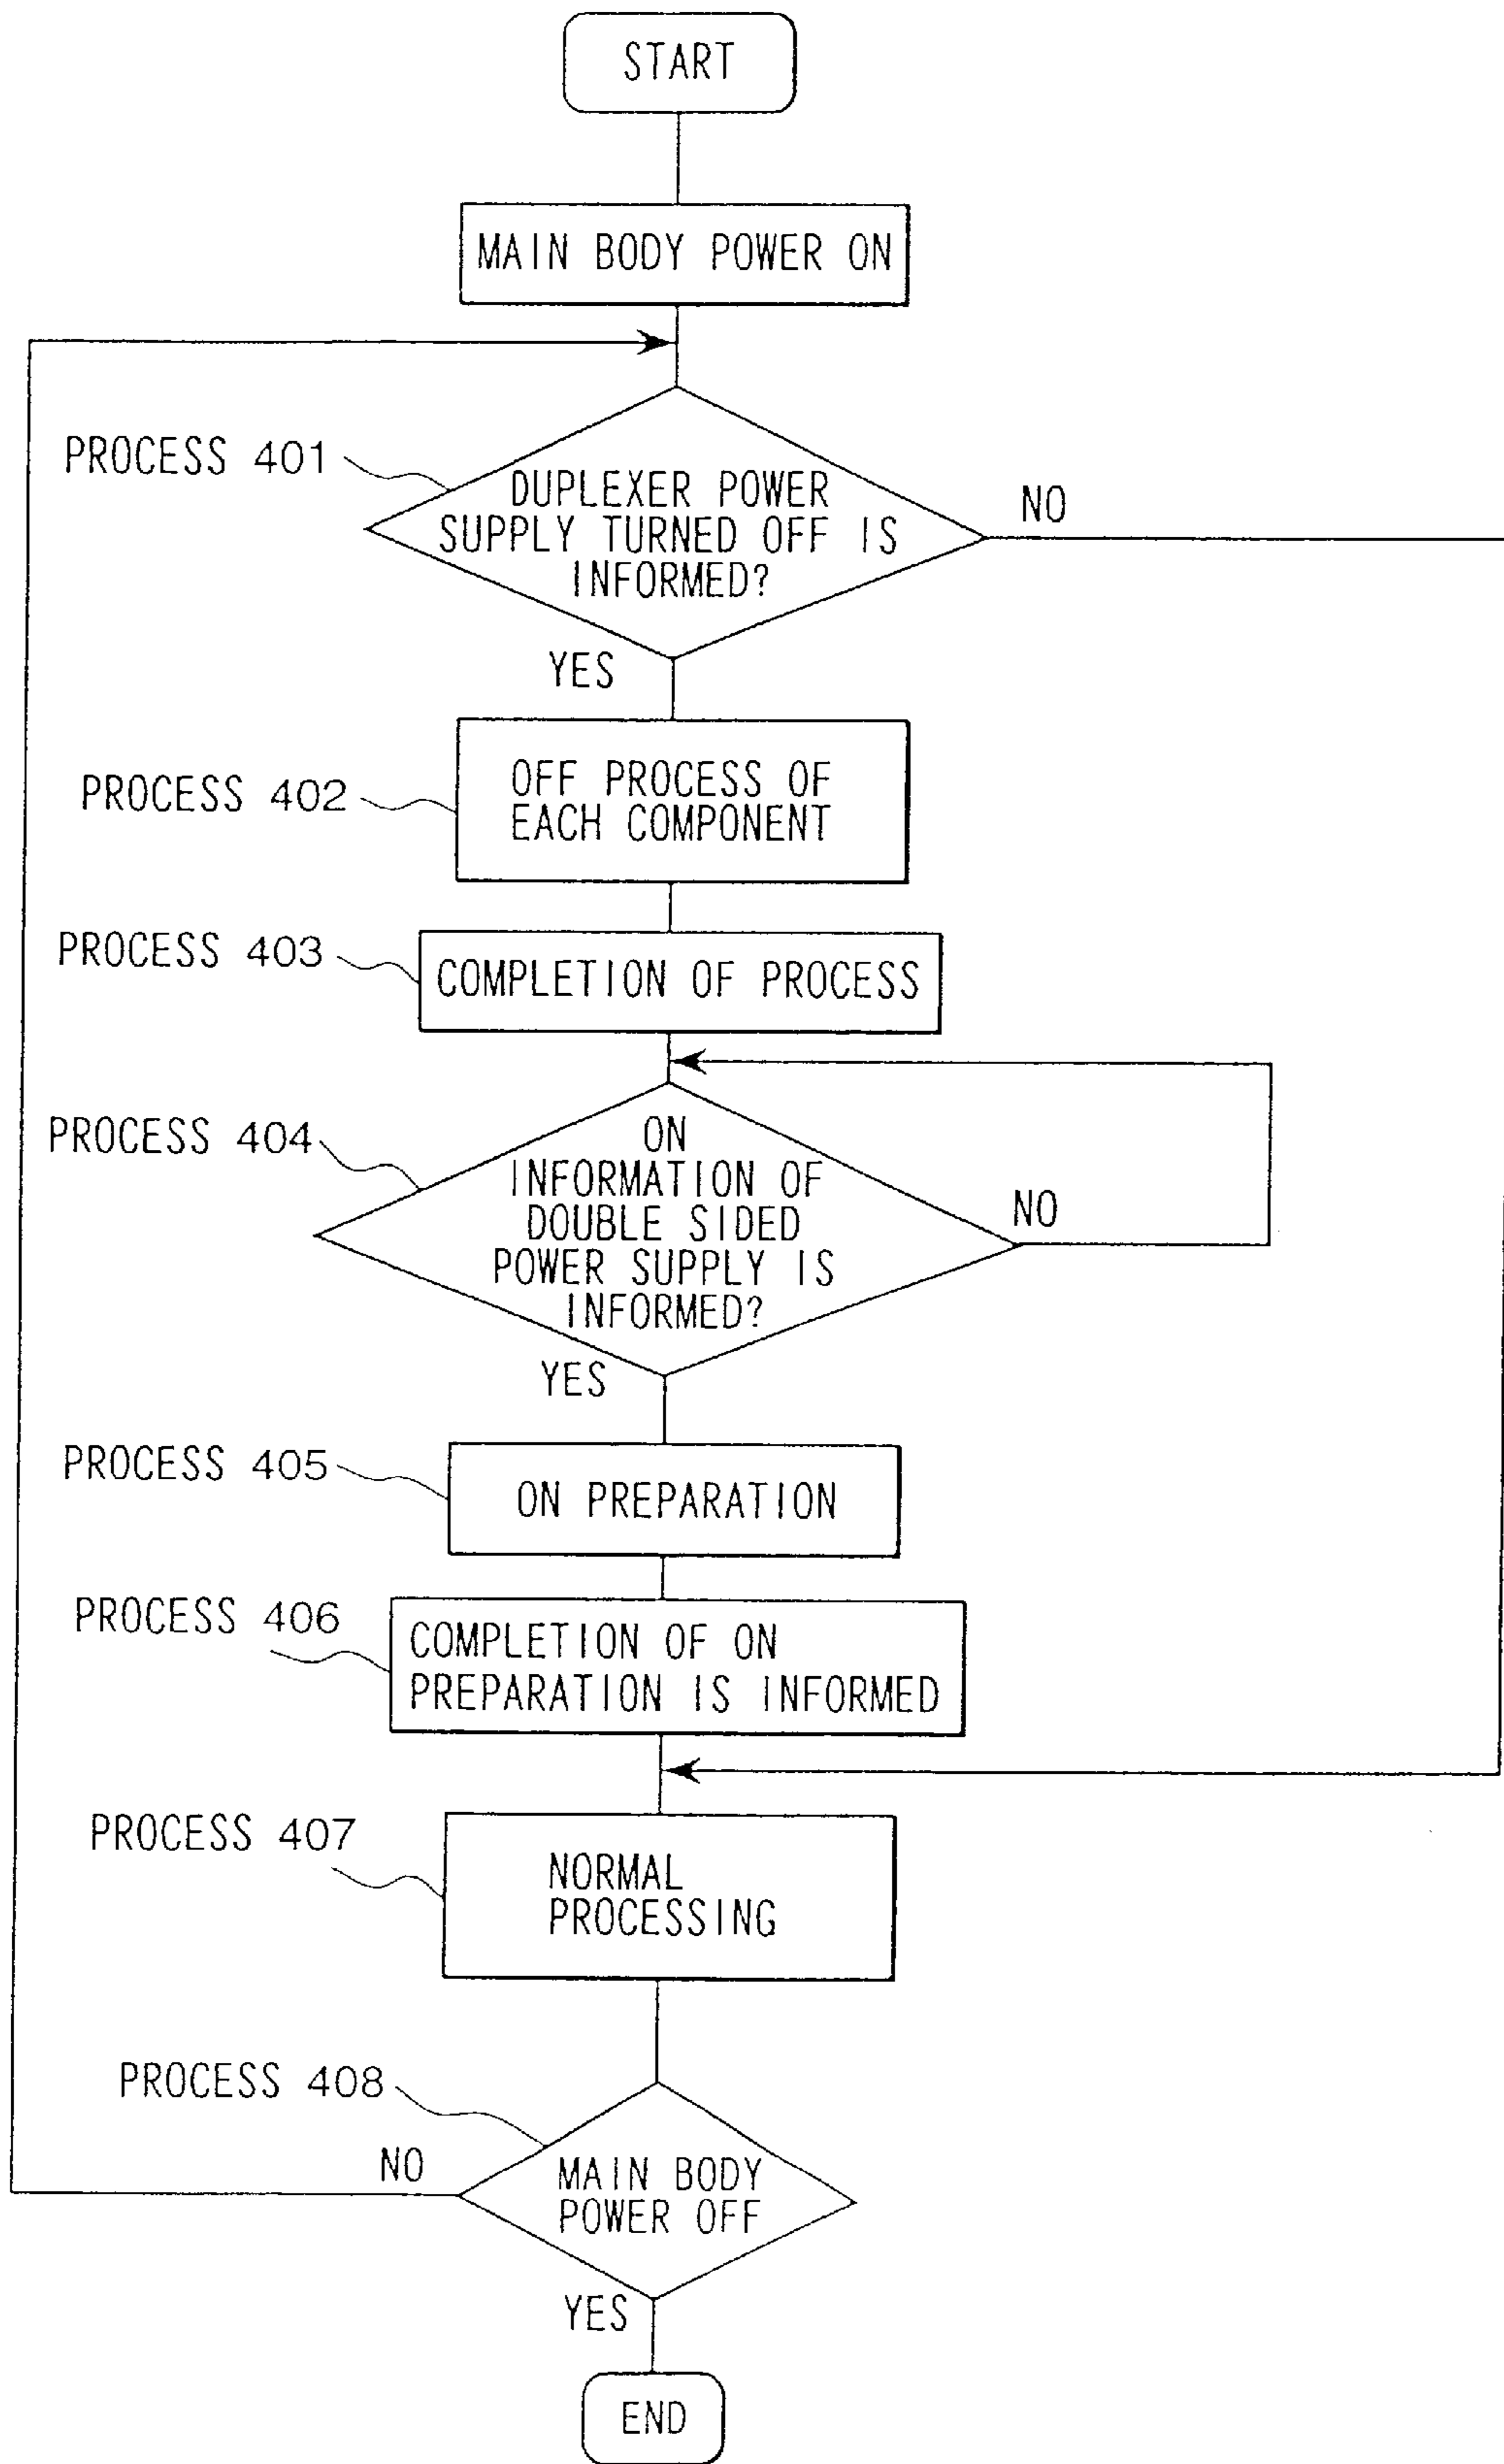 START
MAIN BODY POWER ON
PROCESS 401
DUPLEXER POWER
SUPPLY TURNED OFF IS
INFORMED?
NO
YES
PROCESS 402
OFF PROCESS OF
EACH COMPONENT
PROCESS 403
COMPLETION OF PROCESS
PROCESS 404
ON
INFORMATION OF
DOUBLE SIDED
POWER SUPPLY IS
INFORMED?
NO
YES
PROCESS 405
ON PREPARATION
PROCESS 406
COMPLETION OF ON
PREPARATION IS INFORMED
PROCESS 407
NORMAL
PROCESSING
PROCESS 408
NO
MAIN BODY
POWER OFF
YES
END